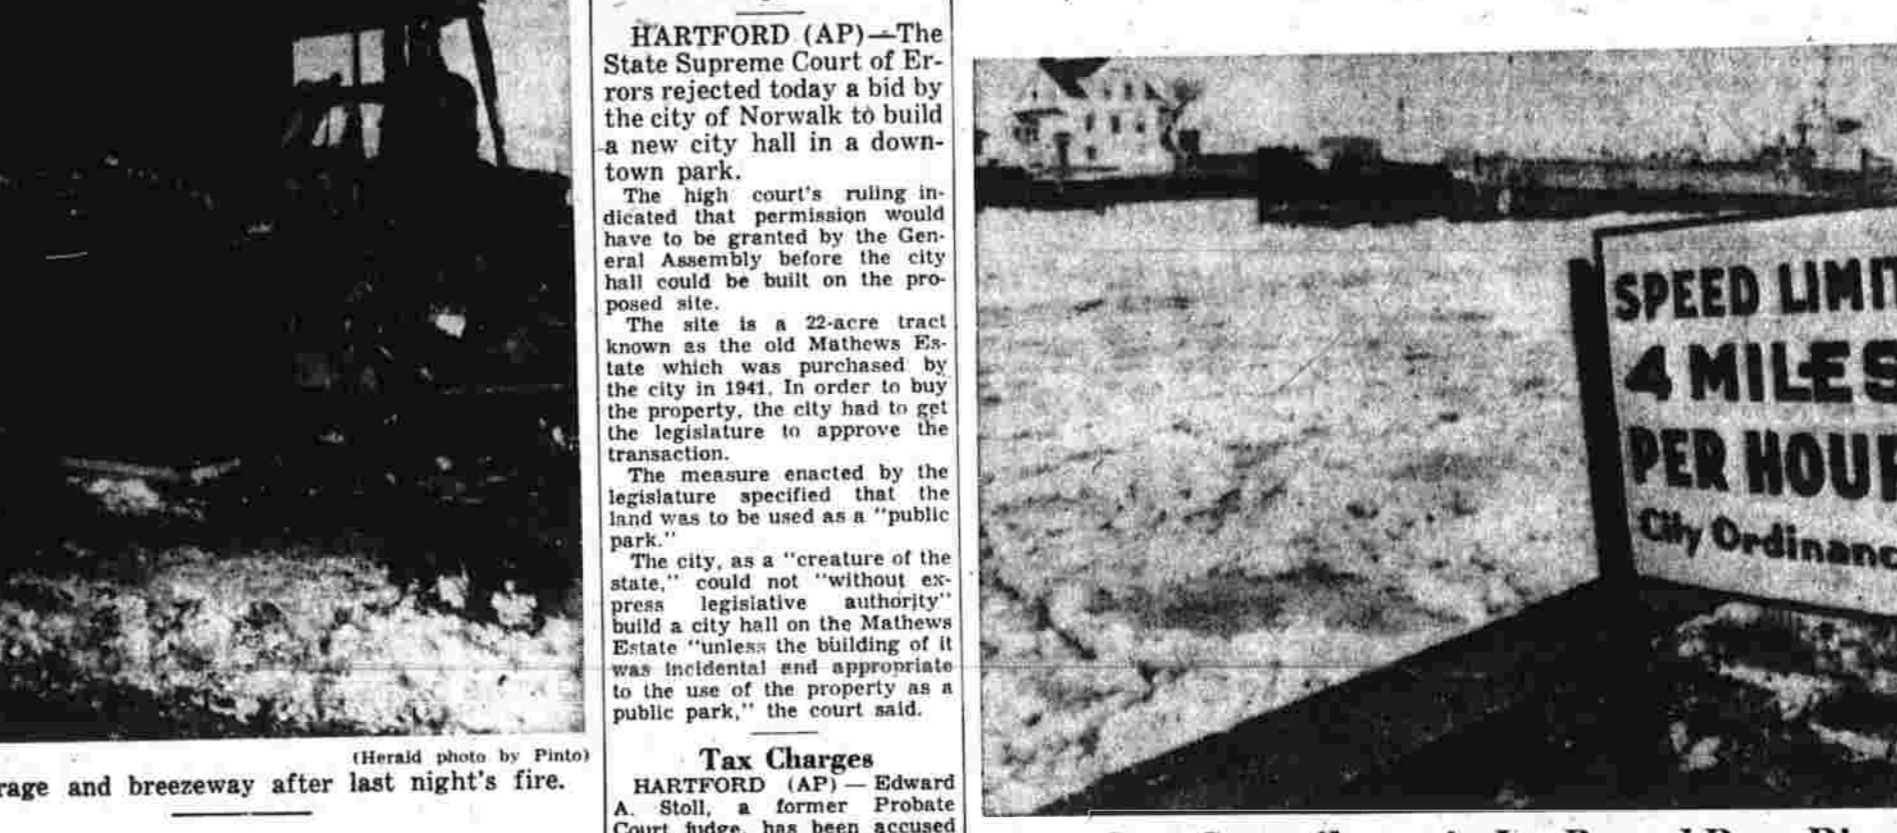 (Herald photo by Pinto)
and breezeway after last night's fire.
HARTFORD (AP)—The
State Supreme Court of Er-
rors rejected today a bid by
the city of Norwalk to build
a new city hall in a down-
town park.
The high court's ruling in-
dicated that permission would
have to be granted by the Gen-
eral Assembly before the city
hall could be built on the pro-
posed site.
The site is a 22-acre tract
known as the old Mathews Es-
tate which was purchased by
the city in 1941. In order to buy
the property, the city had to get
the legislature to approve the
transaction.
The measure enacted by the
legislature specified that the
land was to be used as a "public
park."
The city, as a "creature of the
state," could not "without ex-
press legislative authority"
build a city hall on the Mathews
Estate "unless the building of it
was incidental and appropriate
to the use of the property as a
public park," the court said.
Tax Charges
HARTFORD (AP) — Edward
A. Stoll, a former Probate
Court judge, has been accused
SPEED LIMIT
4 MILES
PER HOUR
City Ordinanc